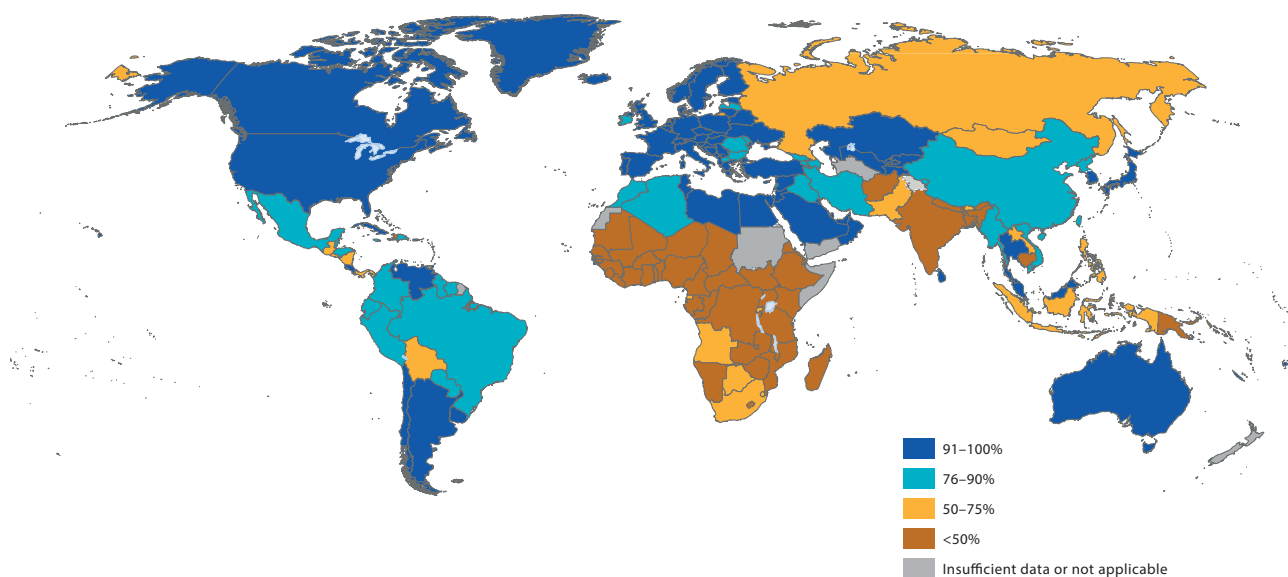 91–100%
76–90%
50–75%
<50%
Insufficient data or not applicable